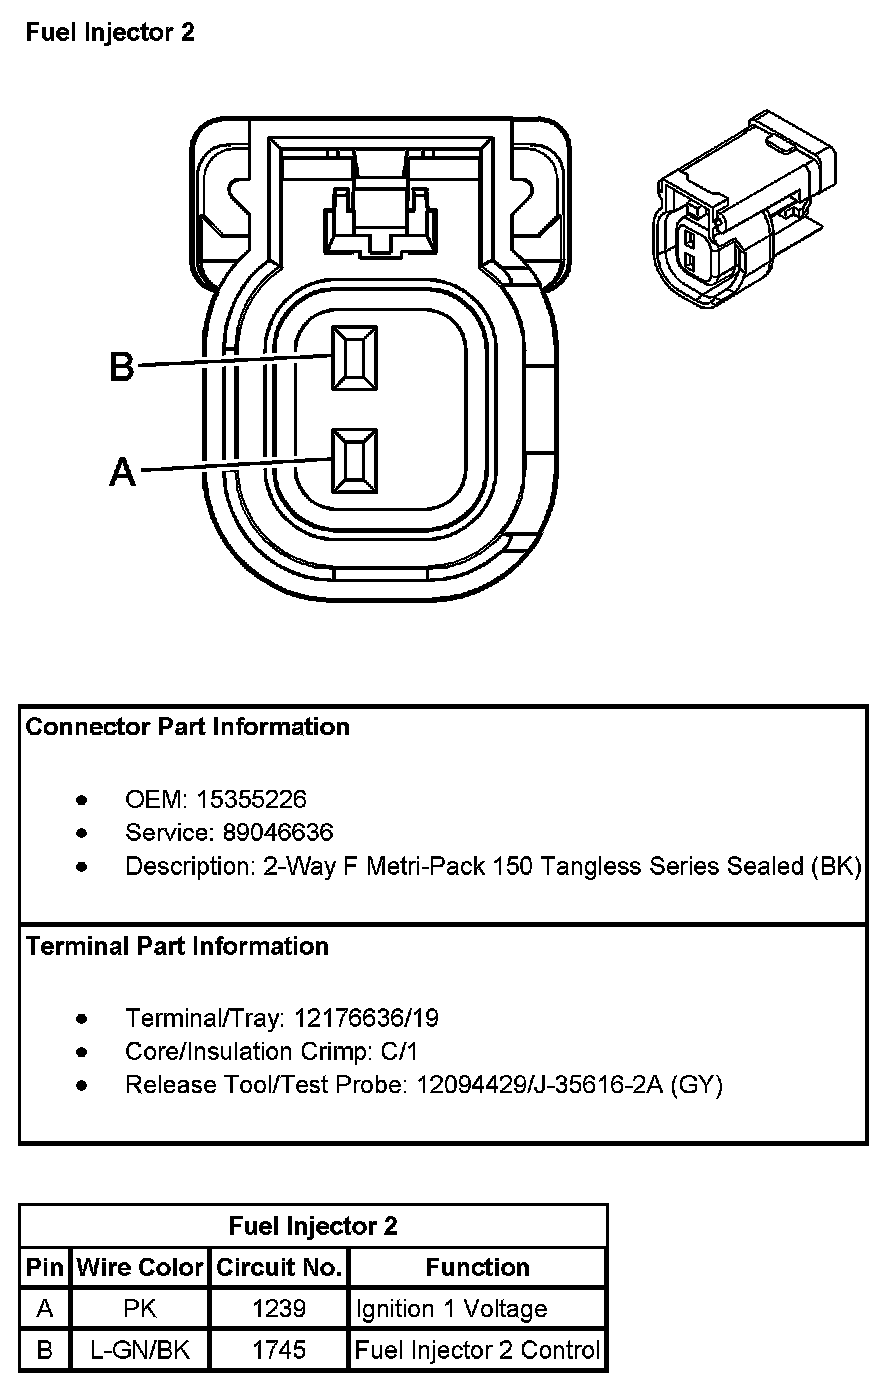 Fuel Injector 2
B
A
Connector Part Information
• OEM: 15355226
• Service: 89046636
• Description: 2-Way F Metri-Pack 150 Tangless Series Sealed (BK)
Terminal Part Information
• Terminal/Tray: 12176636/19
• Core/Insulation Crimp: C/1
• Release Tool/Test Probe: 12094429/J-35616-2A (GY)
Fuel Injector 2
Pin Wire Color Circuit No. Function
A PK 1239 Ignition 1 Voltage
B L-GN/BK 1745 Fuel Injector 2 Control